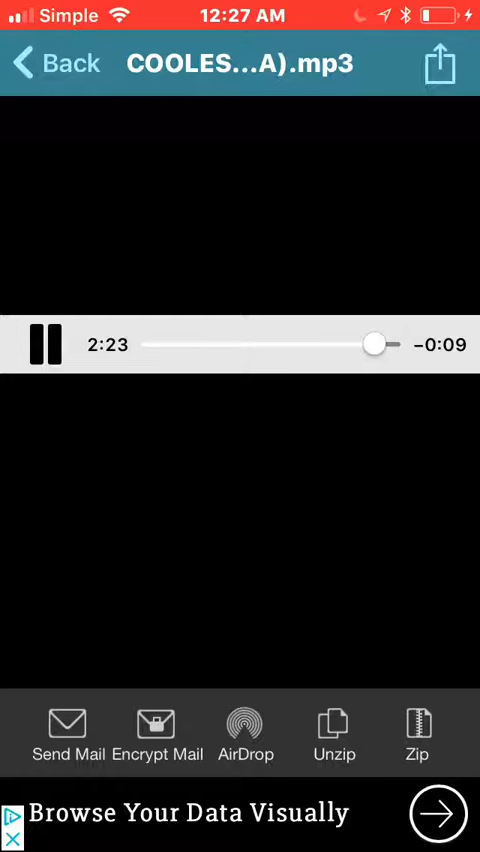 Simple 12:27 AM
Back COOLES...A).mp3
2:23 −0:09
Send Mail Encrypt Mail AirDrop Unzip Zip
Browse Your Data Visually